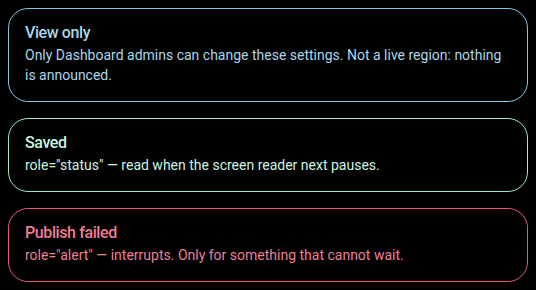 View only
Only Dashboard admins can change these settings. Not a live region: nothing
is announced.
Saved
role="status" — read when the screen reader next pauses.
Publish failed
role="alert" — interrupts. Only for something that cannot wait.